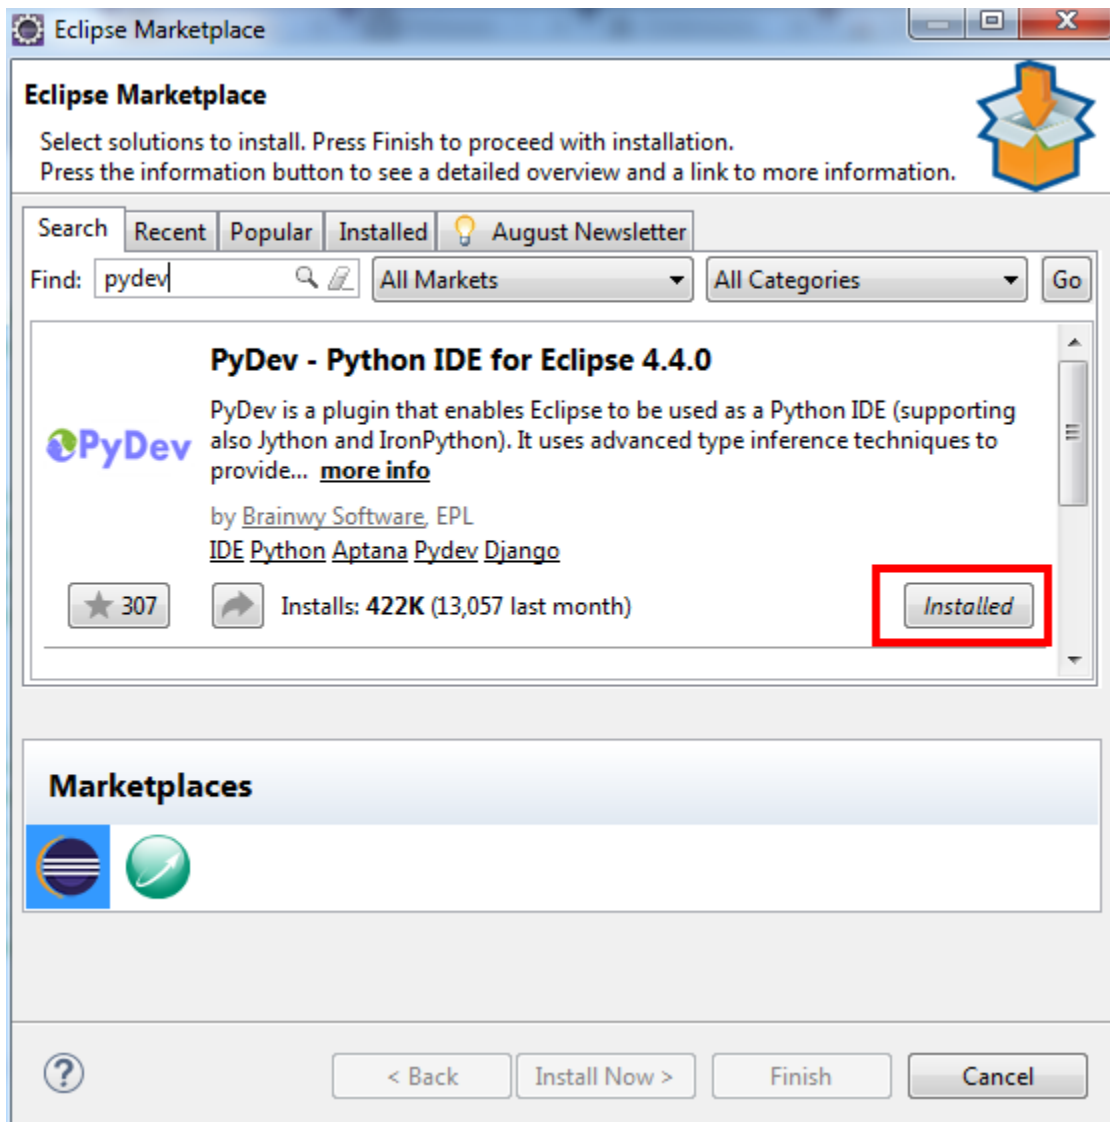 Eclipse Marketplace
Eclipse Marketplace
Select solutions to install. Press Finish to proceed with installation.
Press the information button to see a detailed overview and a link to more information.
Search Recent Popular Installed August Newsletter
Find: pydev All Markets All Categories Go
PyDev - Python IDE for Eclipse 4.4.0
PyDev
PyDev is a plugin that enables Eclipse to be used as a Python IDE (supporting
also Jython and IronPython). It uses advanced type inference techniques to
provide... more info
by Brainwy Software, EPL
IDE Python Aptana Pydev Django
307 Installs: 422K (13,057 last month) Installed
Marketplaces
? < Back Install Now > Finish Cancel